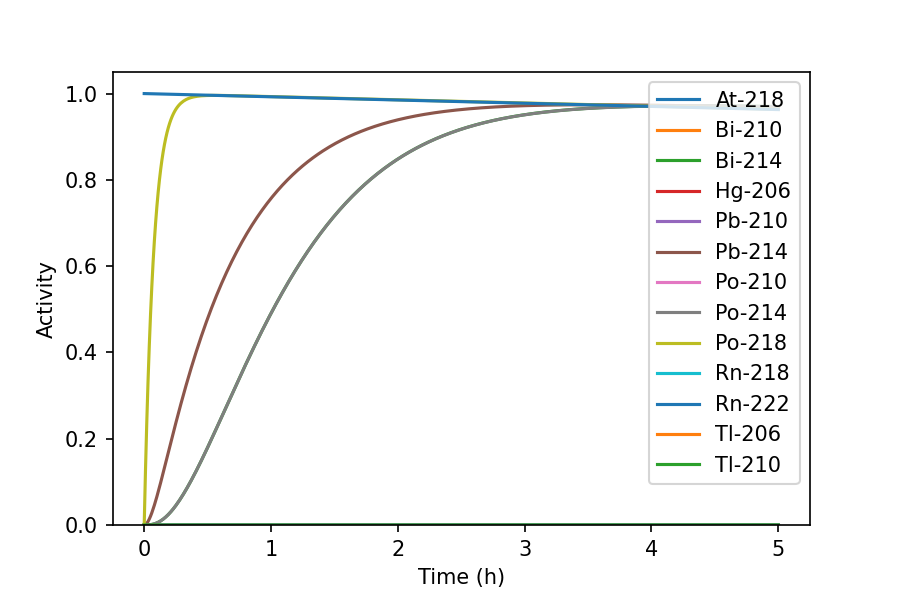 1.0
0.8
0.6
0.4
0.2
0.0
Activity
0
1
2
3
4
5
Time (h)
At-218
Bi-210
Bi-214
Hg-206
Pb-210
Pb-214
Po-210
Po-214
Po-218
Rn-218
Rn-222
Tl-206
Tl-210